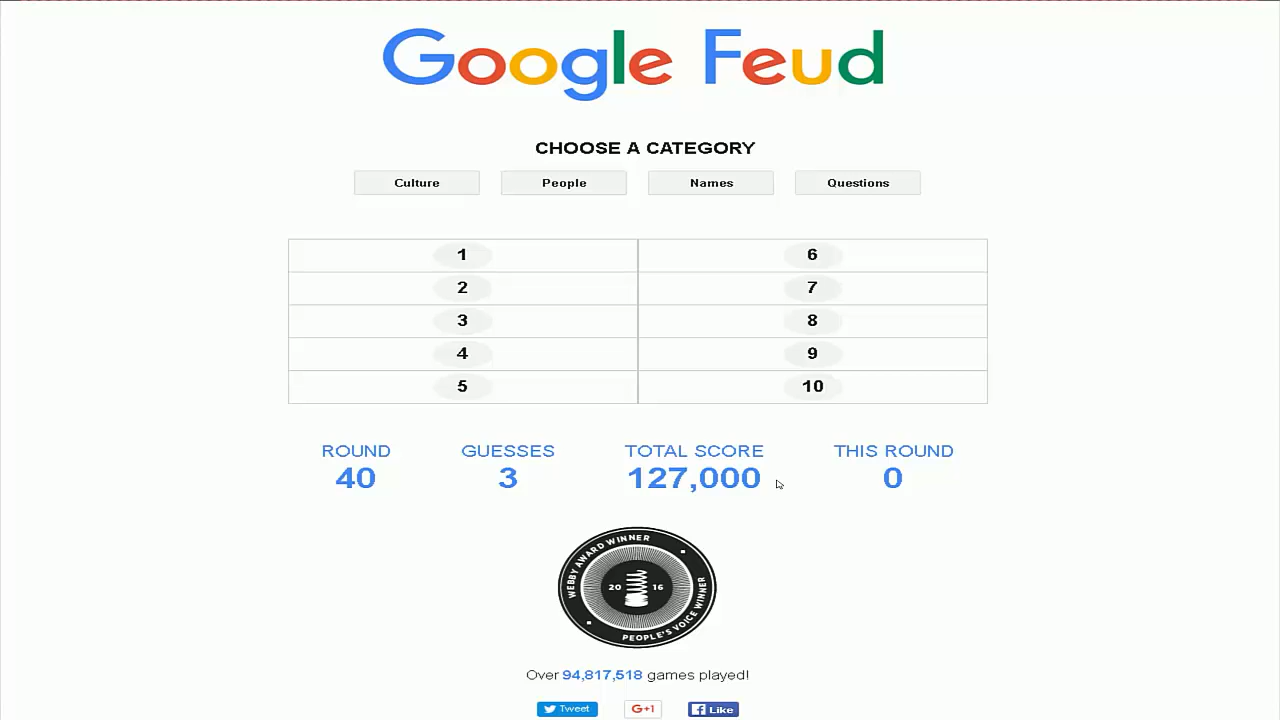 Google Feud
CHOOSE A CATEGORY
Culture People Names Questions
1 6
2 7
3 8
4 9
5 10
ROUND GUESSES TOTAL SCORE THIS ROUND
40 3 127,000 0
WEBBY AWARD WINNER
20 16
PEOPLE'S VOICE WINNER
Over 94,817,518 games played!
Tweet G+1 Like